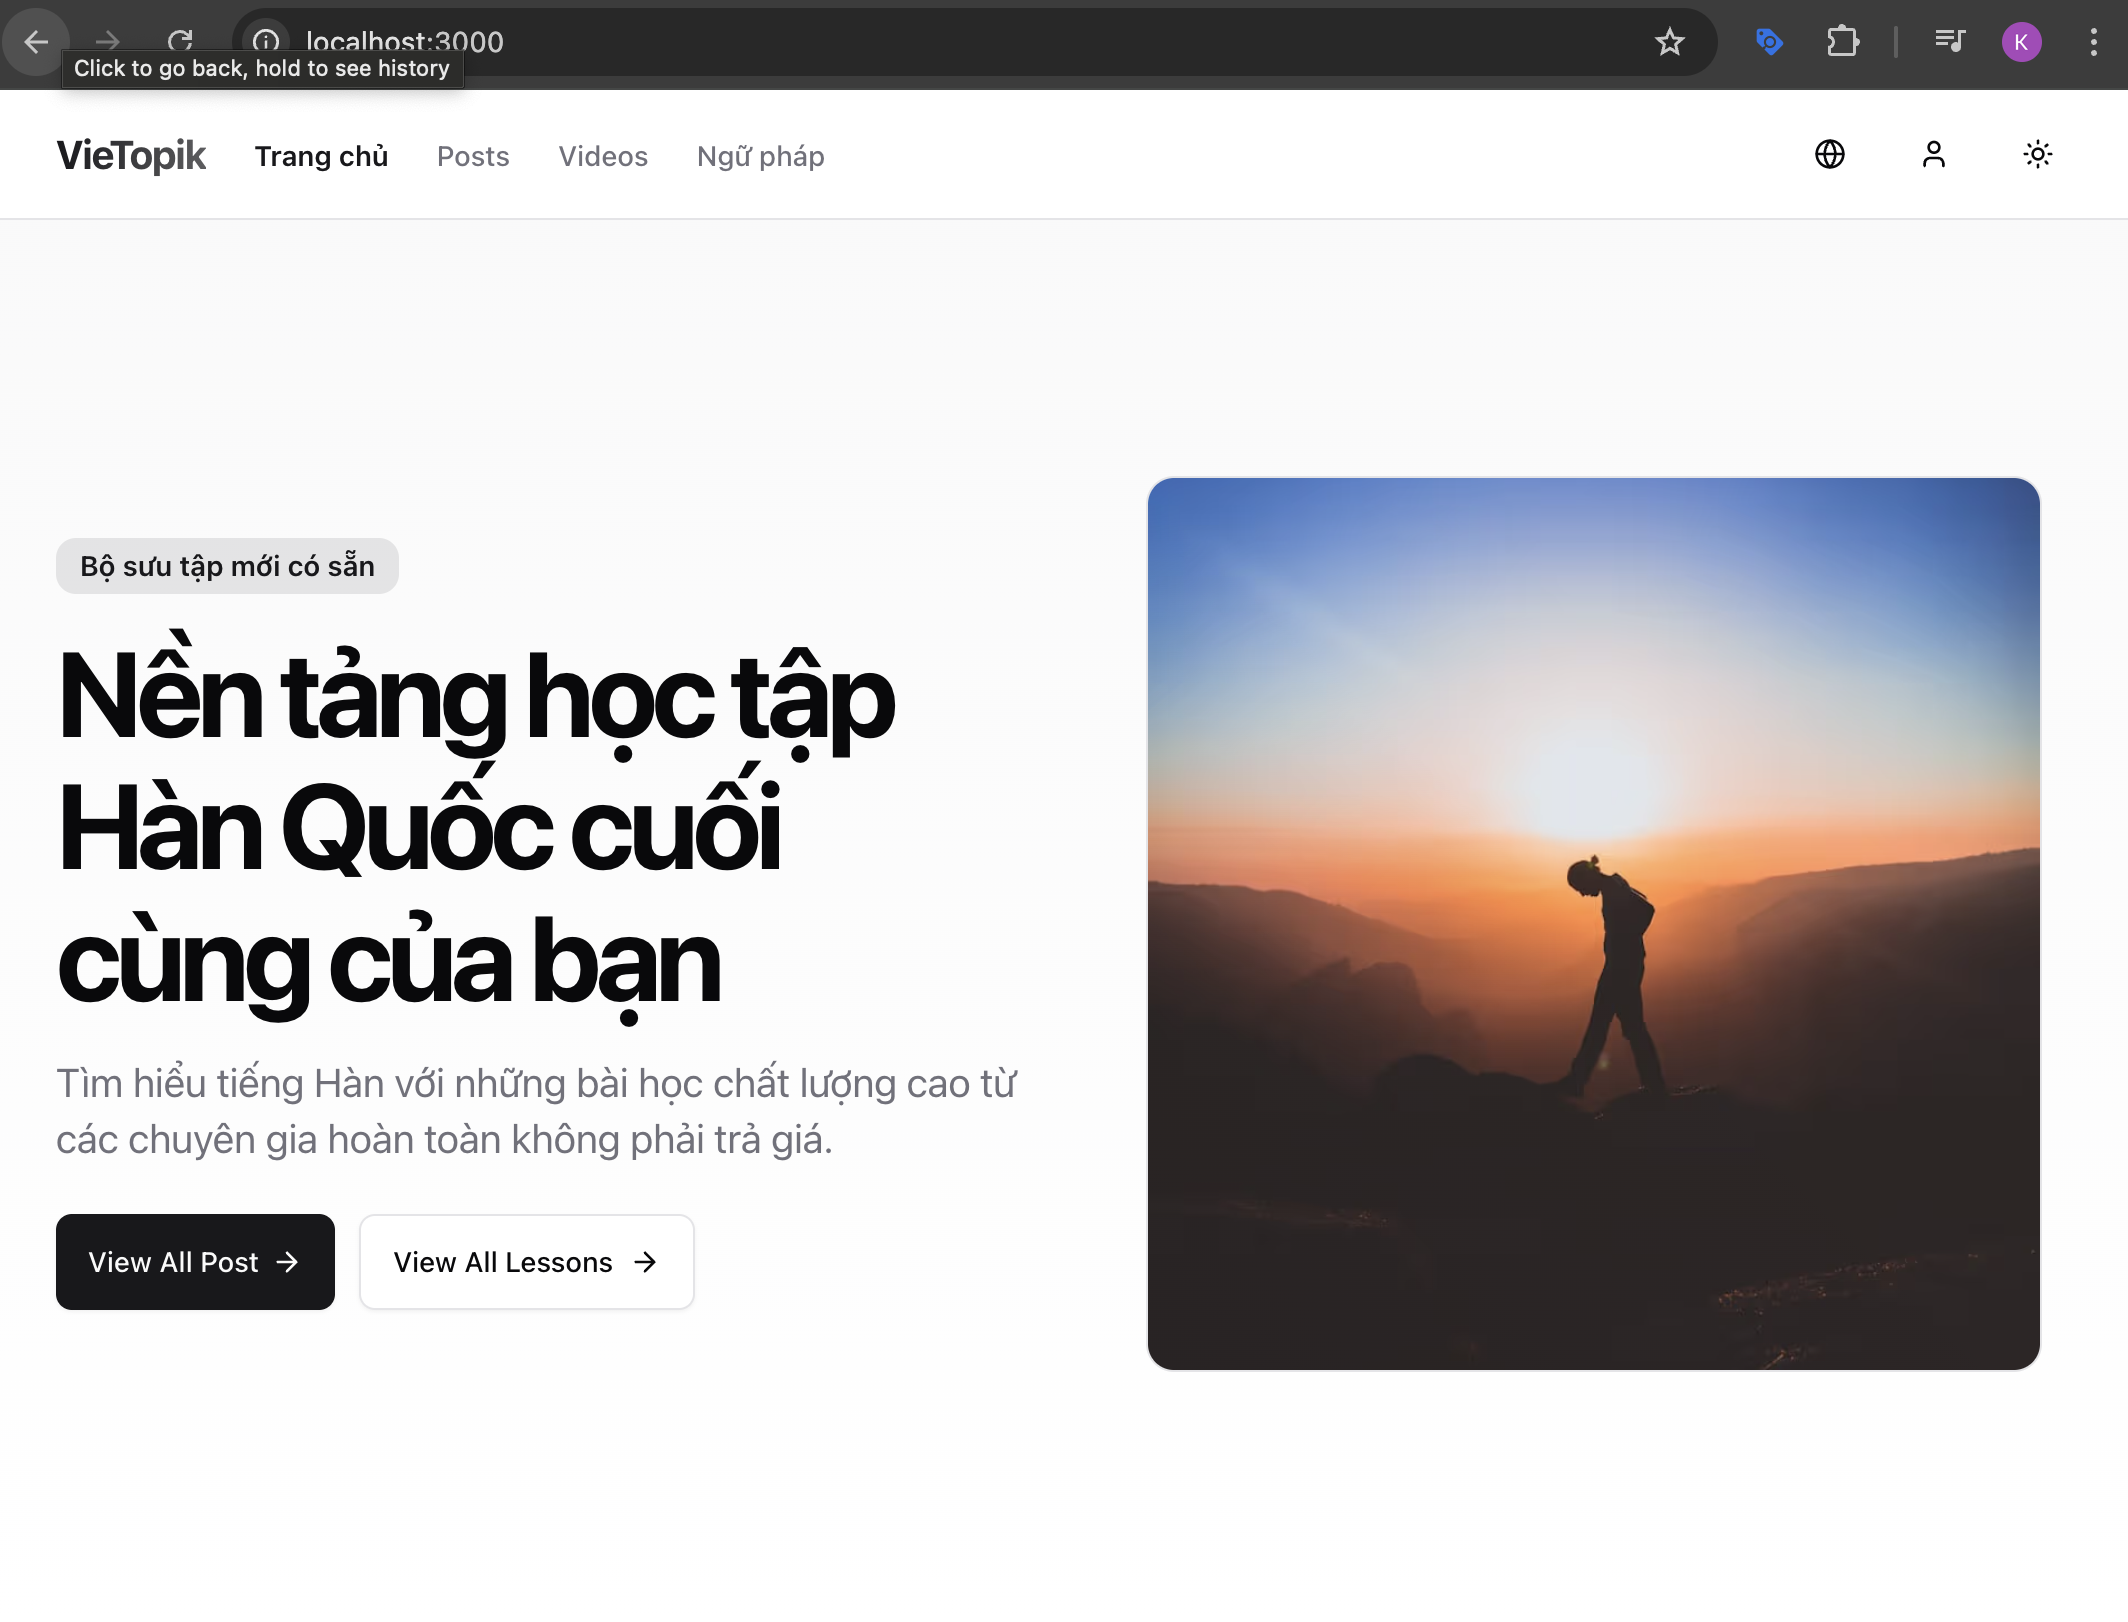 localhost:3000
Click to go back, hold to see history
K
VieTopik
Trang chủ
Posts
Videos
Ngữ pháp
Bộ sưu tập mới có sẵn
Nền tảng học tập
Hàn Quốc cuối
cùng của bạn
Tìm hiểu tiếng Hàn với những bài học chất lượng cao từ
các chuyên gia hoàn toàn không phải trả giá.
View All Post
View All Lessons